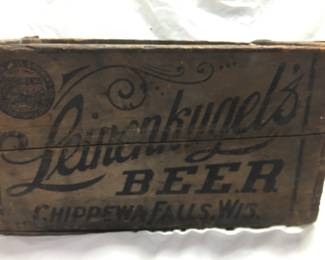 Leinenkugel's
BEER
CHIPPEWA FALLS, WIS.